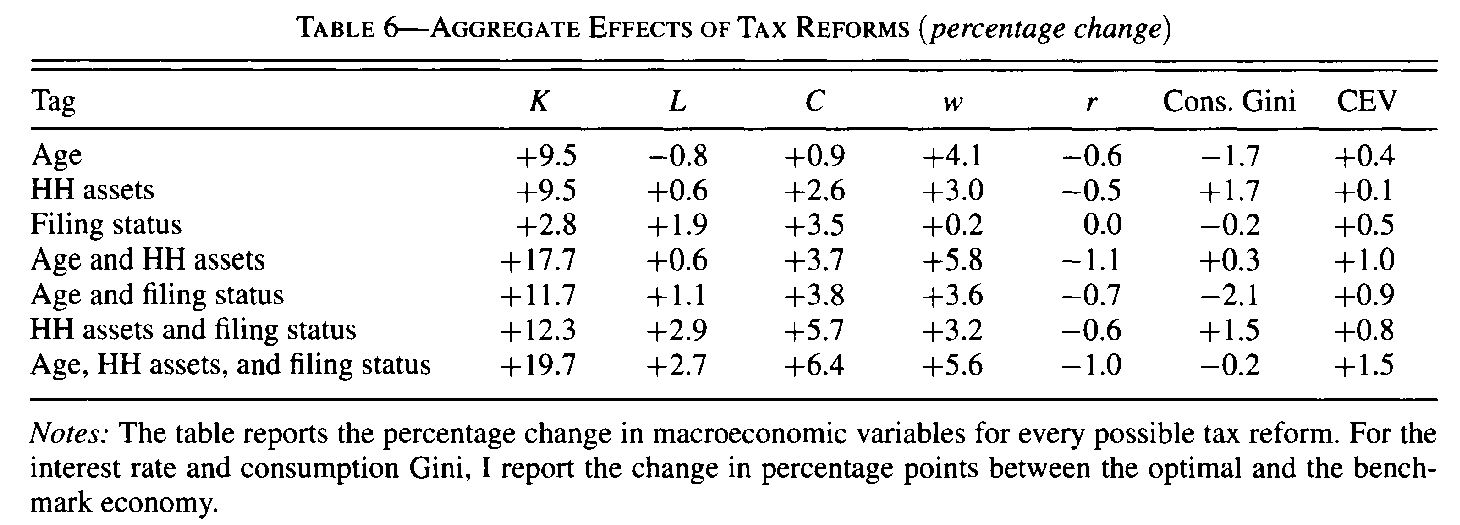 TABLE 6—AGGREGATE EFFECTS OF TAX REFORMS (percentage change)
Tag K L C w r Cons. Gini CEV
Age +9.5 −0.8 +0.9 +4.1 −0.6 −1.7 +0.4
HH assets +9.5 +0.6 +2.6 +3.0 −0.5 +1.7 +0.1
Filing status +2.8 +1.9 +3.5 +0.2 0.0 −0.2 +0.5
Age and HH assets +17.7 +0.6 +3.7 +5.8 −1.1 +0.3 +1.0
Age and filing status +11.7 +1.1 +3.8 +3.6 −0.7 −2.1 +0.9
HH assets and filing status +12.3 +2.9 +5.7 +3.2 −0.6 +1.5 +0.8
Age, HH assets, and filing status +19.7 +2.7 +6.4 +5.6 −1.0 −0.2 +1.5
Notes: The table reports the percentage change in macroeconomic variables for every possible tax reform. For the
interest rate and consumption Gini, I report the change in percentage points between the optimal and the bench-
mark economy.